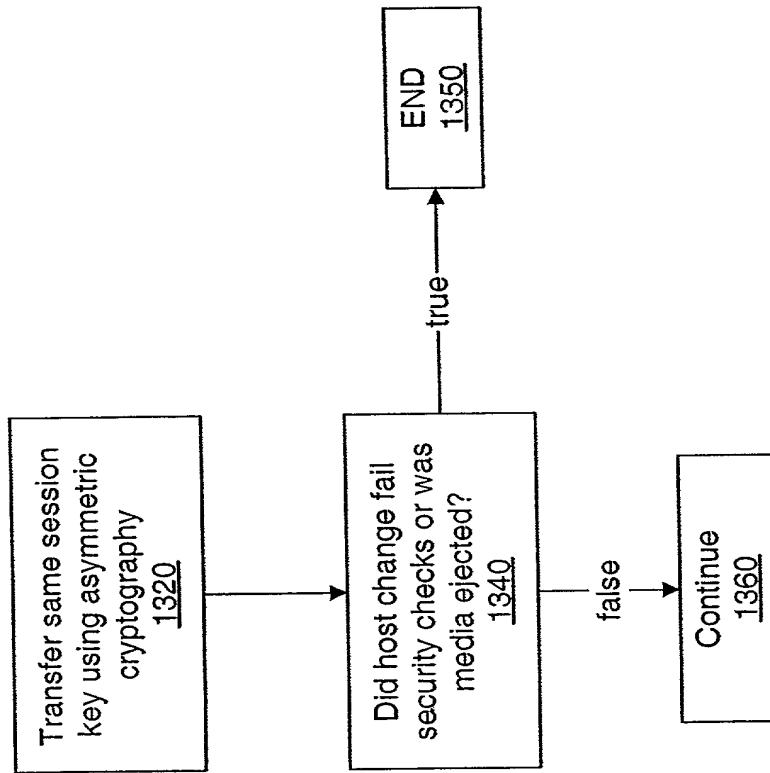 Transfer same session
key using asymmetric
cryptography
1320
Did host change fail
security checks or was
media ejected?
1340
true
END
1350
false
Continue
1360